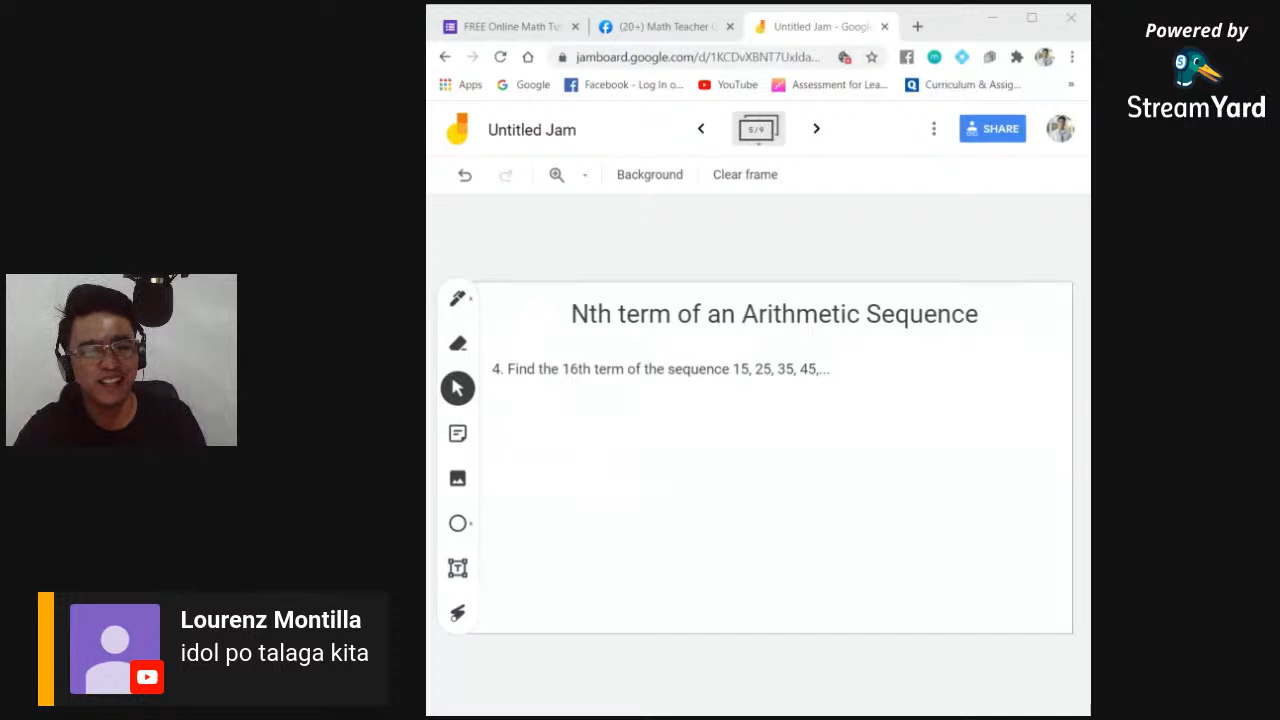 FREE Online Math Tu
(20+) Math Teacher
Untitled Jam - Goog
jamboard.google.com/d/1KCDvXBNT7UxIda...
Apps
Google
Facebook - Log In o...
YouTube
Assessment for Lea...
Curriculum & Assig...
»
Untitled Jam
5 / 9
SHARE
Background
Clear frame
Nth term of an Arithmetic Sequence
4. Find the 16th term of the sequence 15, 25, 35, 45,...
Lourenz Montilla
idol po talaga kita
Powered by
StreamYard